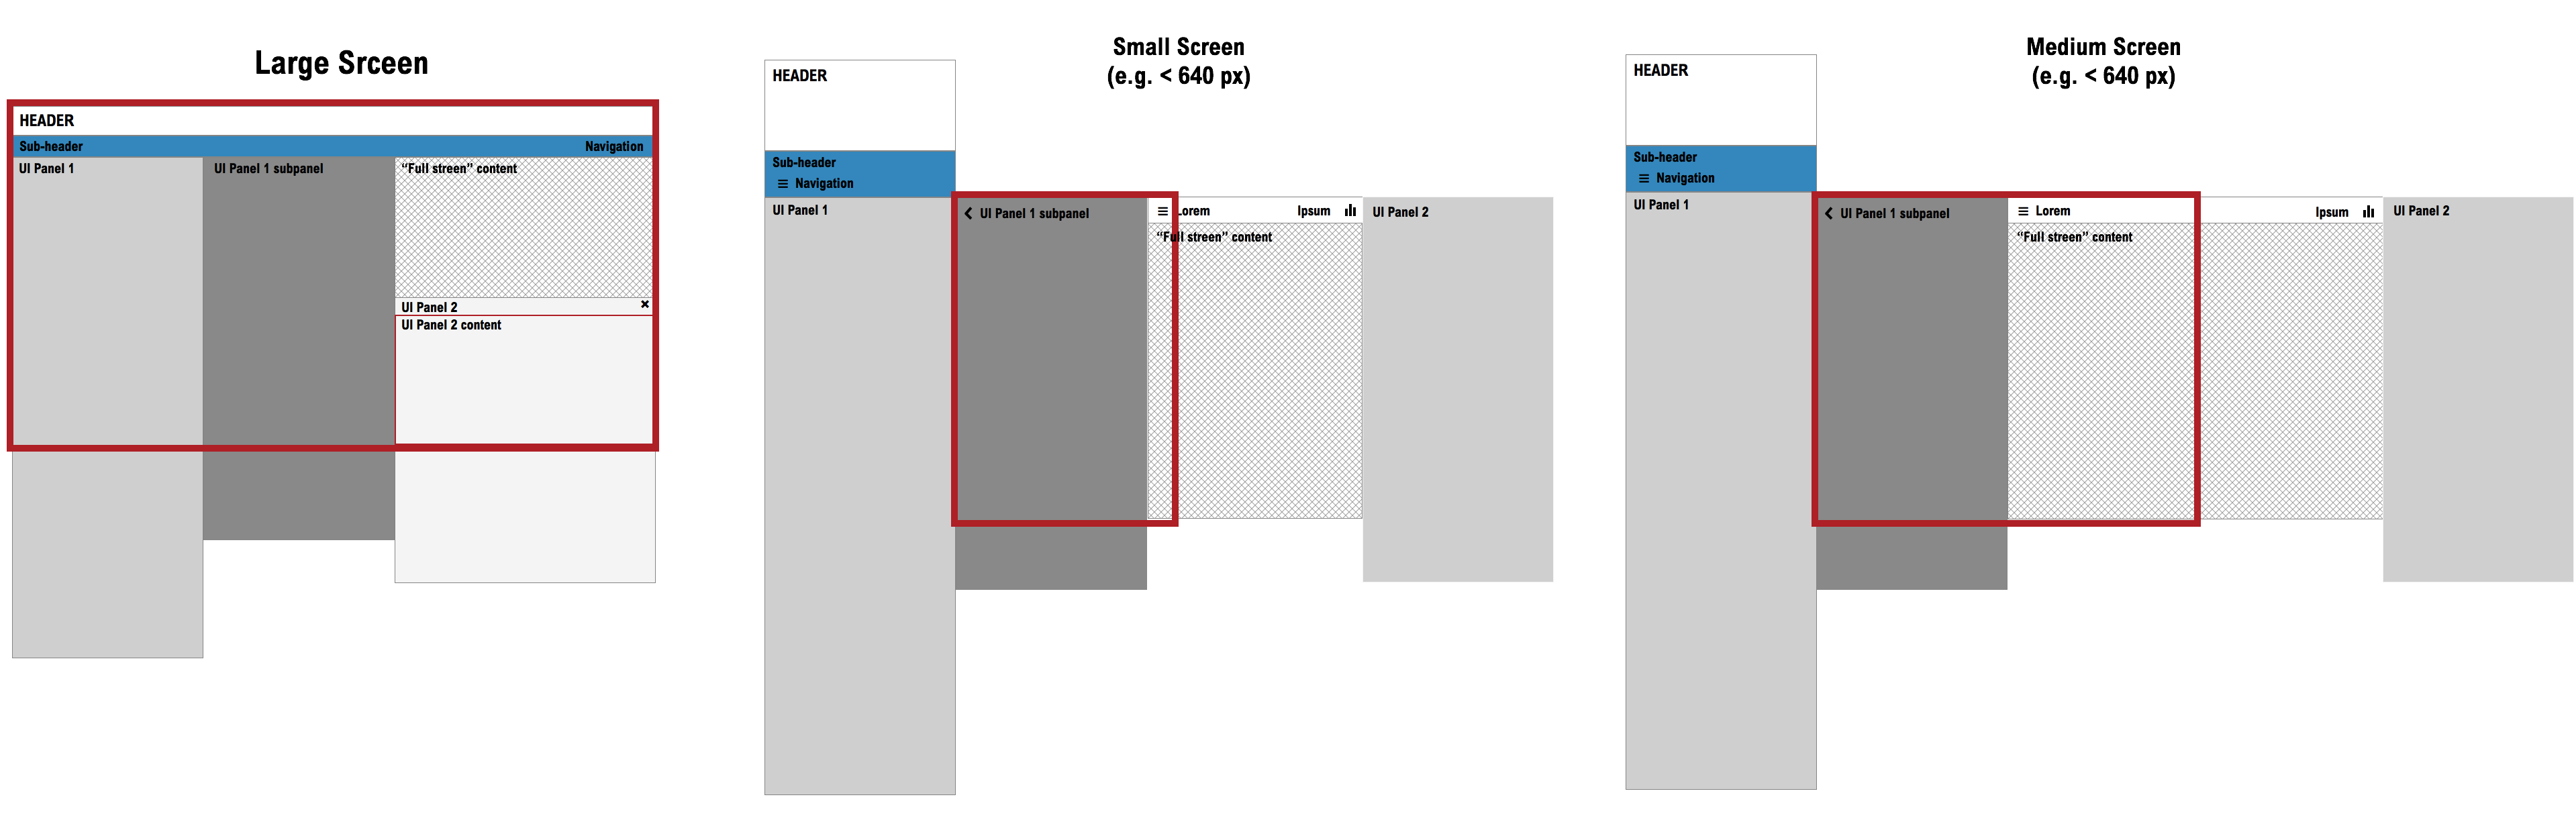 Large Srceen
HEADER
Sub-header
Navigation
UI Panel 1
UI Panel 1 subpanel
“Full streen” content
UI Panel 2
UI Panel 2 content
Small Screen
(e.g. < 640 px)
HEADER
Sub-header
Navigation
UI Panel 1
UI Panel 1 subpanel
Lorem
Ipsum
“Full streen” content
UI Panel 2
Medium Screen
(e.g. < 640 px)
HEADER
Sub-header
Navigation
UI Panel 1
UI Panel 1 subpanel
Lorem
Ipsum
“Full streen” content
UI Panel 2